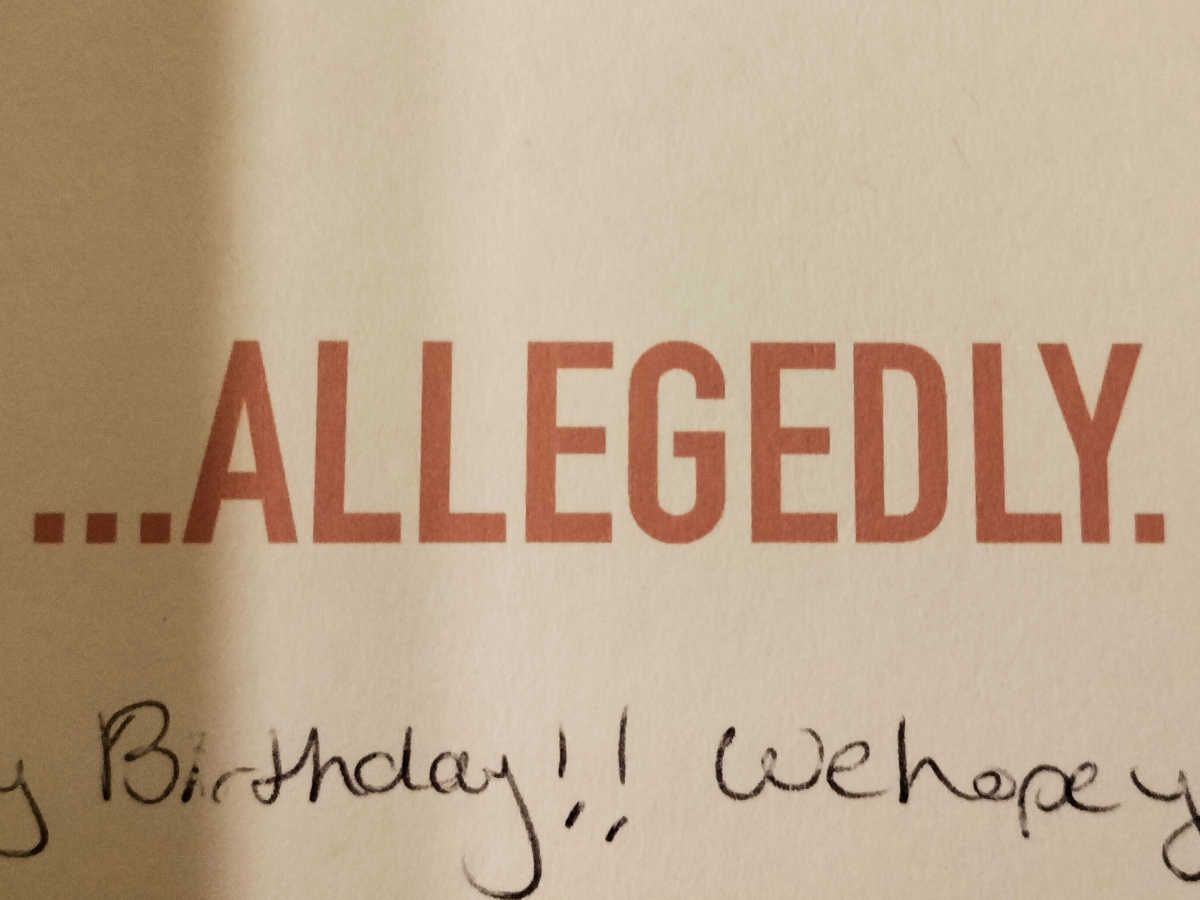 ...ALLEGEDLY.
y Birthday!! We hope y